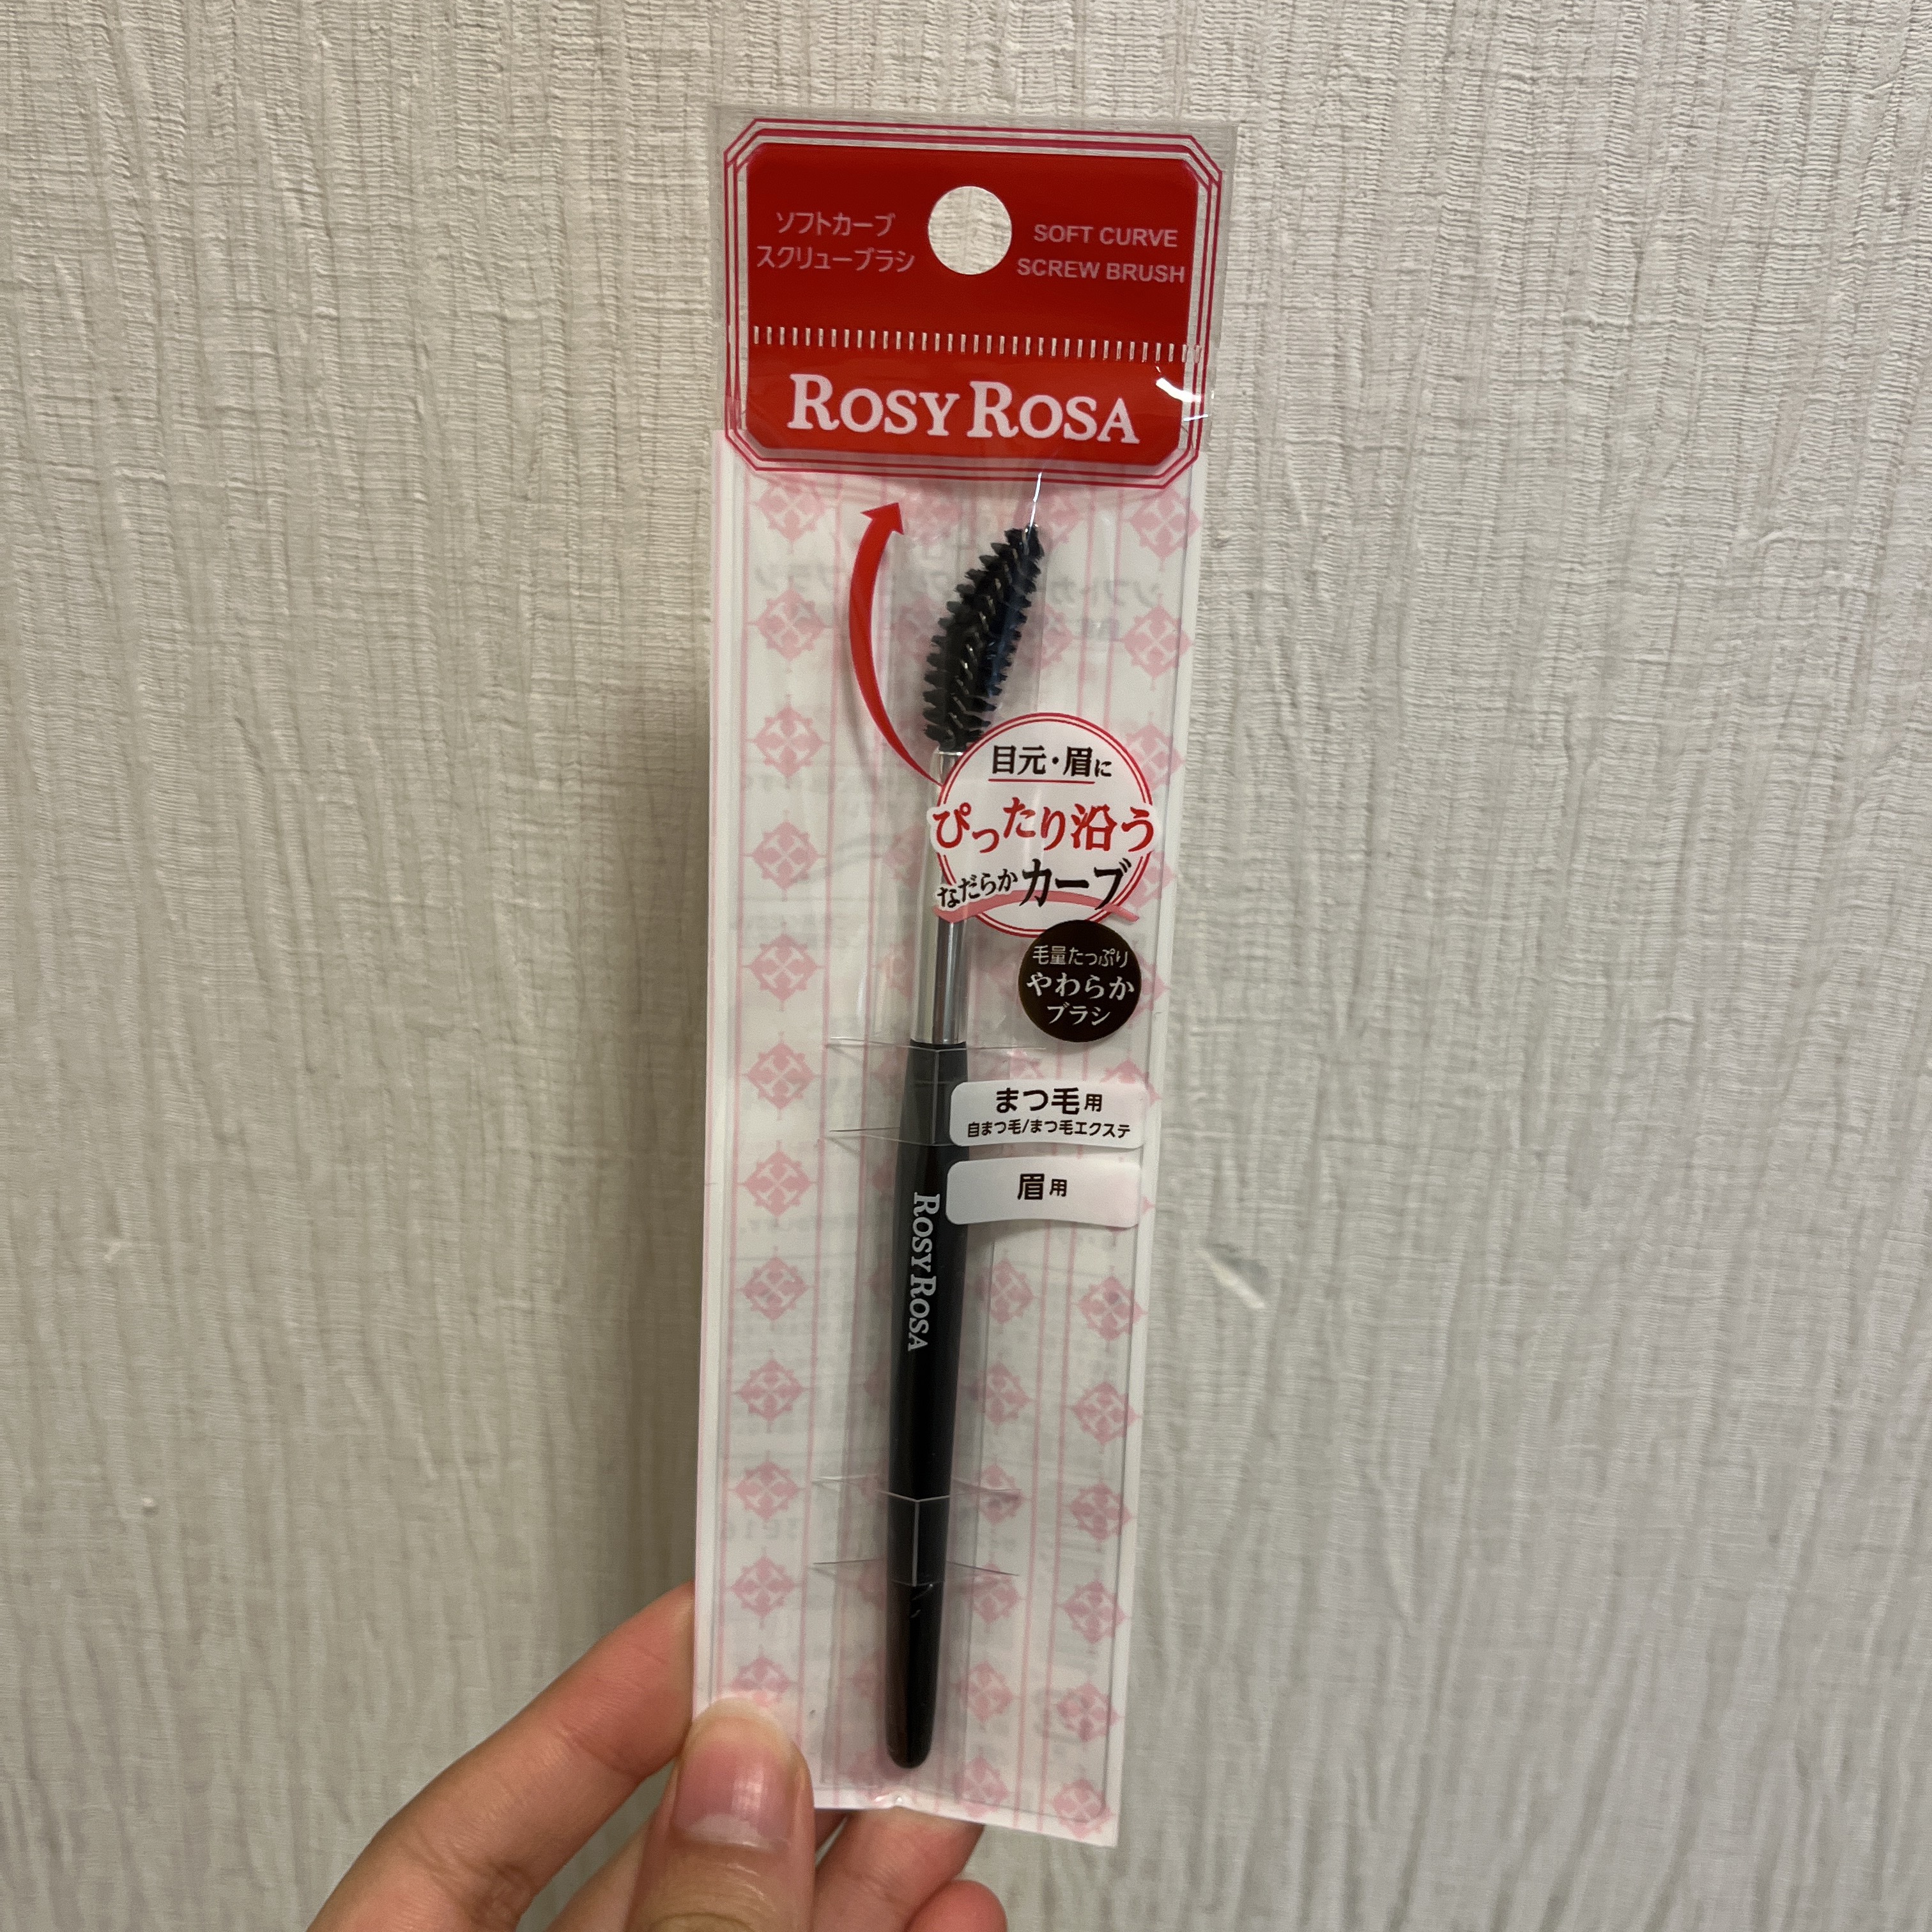 ソフトカーブ
スクリューブラシ
SOFT CURVE
SCREW BRUSH
ROSY ROSA
目元・眉に
ぴったり沿う
なだらかカーブ
毛量たっぷり
やわらか
ブラシ
まつ毛用
自まつ毛/まつ毛エクステ
眉用
ROSY ROSA